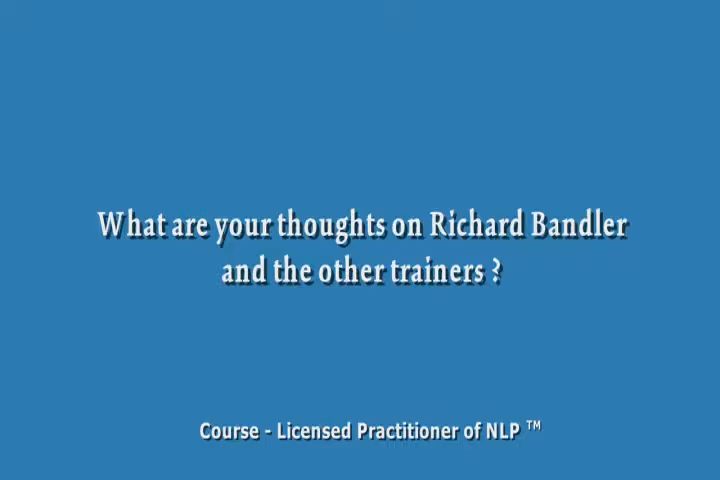 What are your thoughts on Richard Bandler
and the other trainers ?
Course - Licensed Practitioner of NLP ™